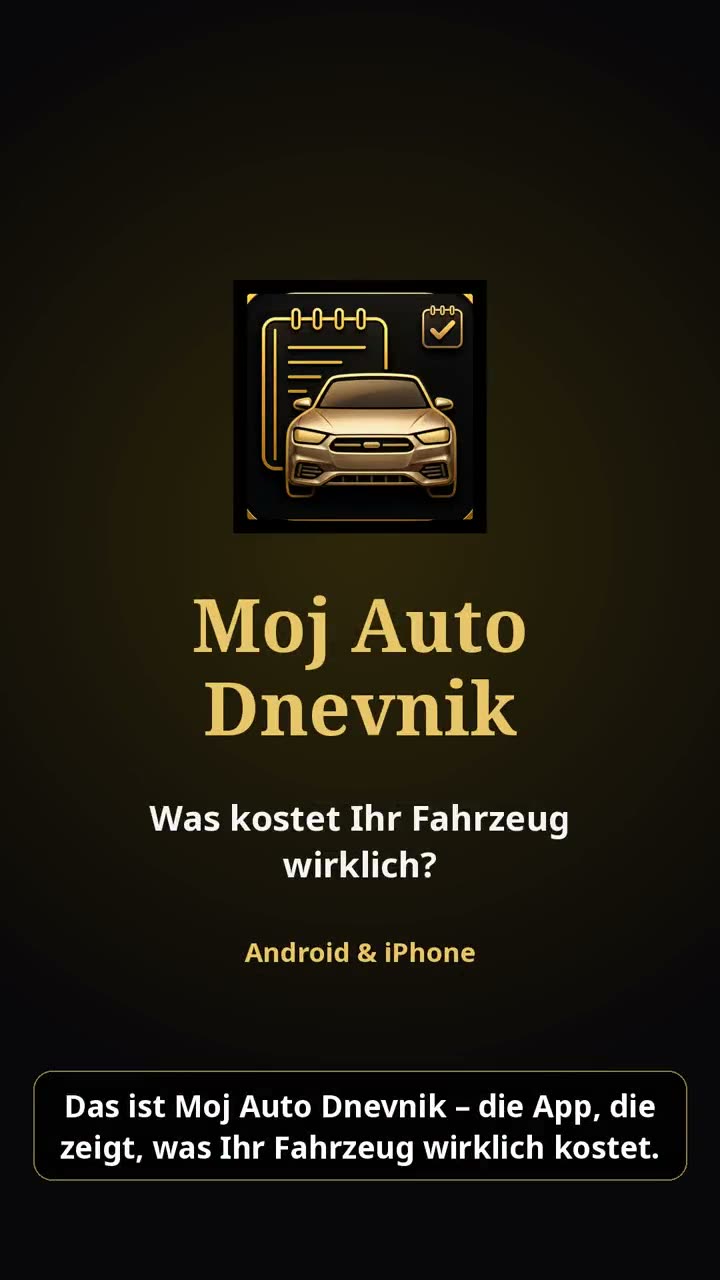 Moj Auto
Dnevnik
Was kostet Ihr Fahrzeug
wirklich?
Android & iPhone
Das ist Moj Auto Dnevnik – die App, die
zeigt, was Ihr Fahrzeug wirklich kostet.